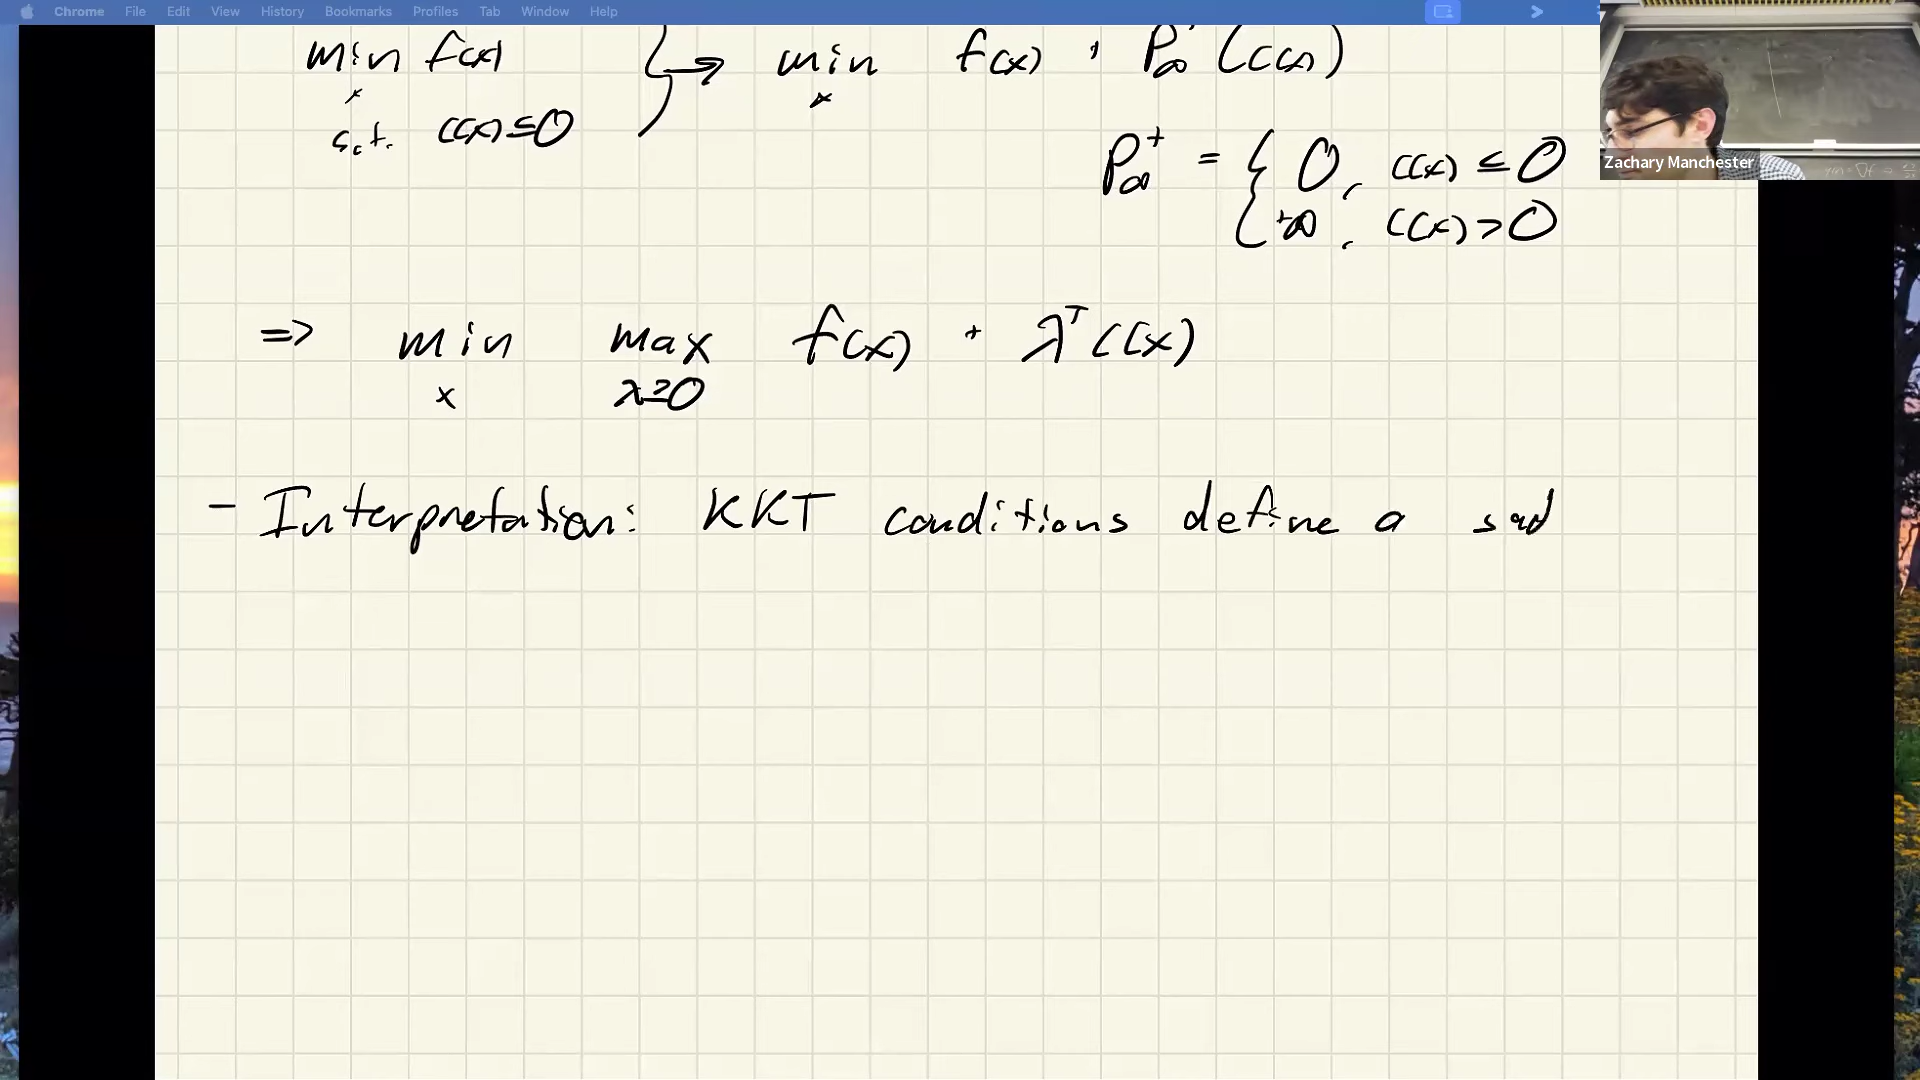 Chrome File Edit View History Bookmarks Profiles Tab Window Help
min f(x) → min f(x) + P∞⁺(c(x))
x x
s.t. c(x) ≤ 0
P∞⁺ = { 0, c(x) ≤ 0
+∞, c(x) > 0
Zachary Manchester
=> min max f(x) + λᵀc(x)
x λ≥0
- Interpretation: KKT conditions define a sad